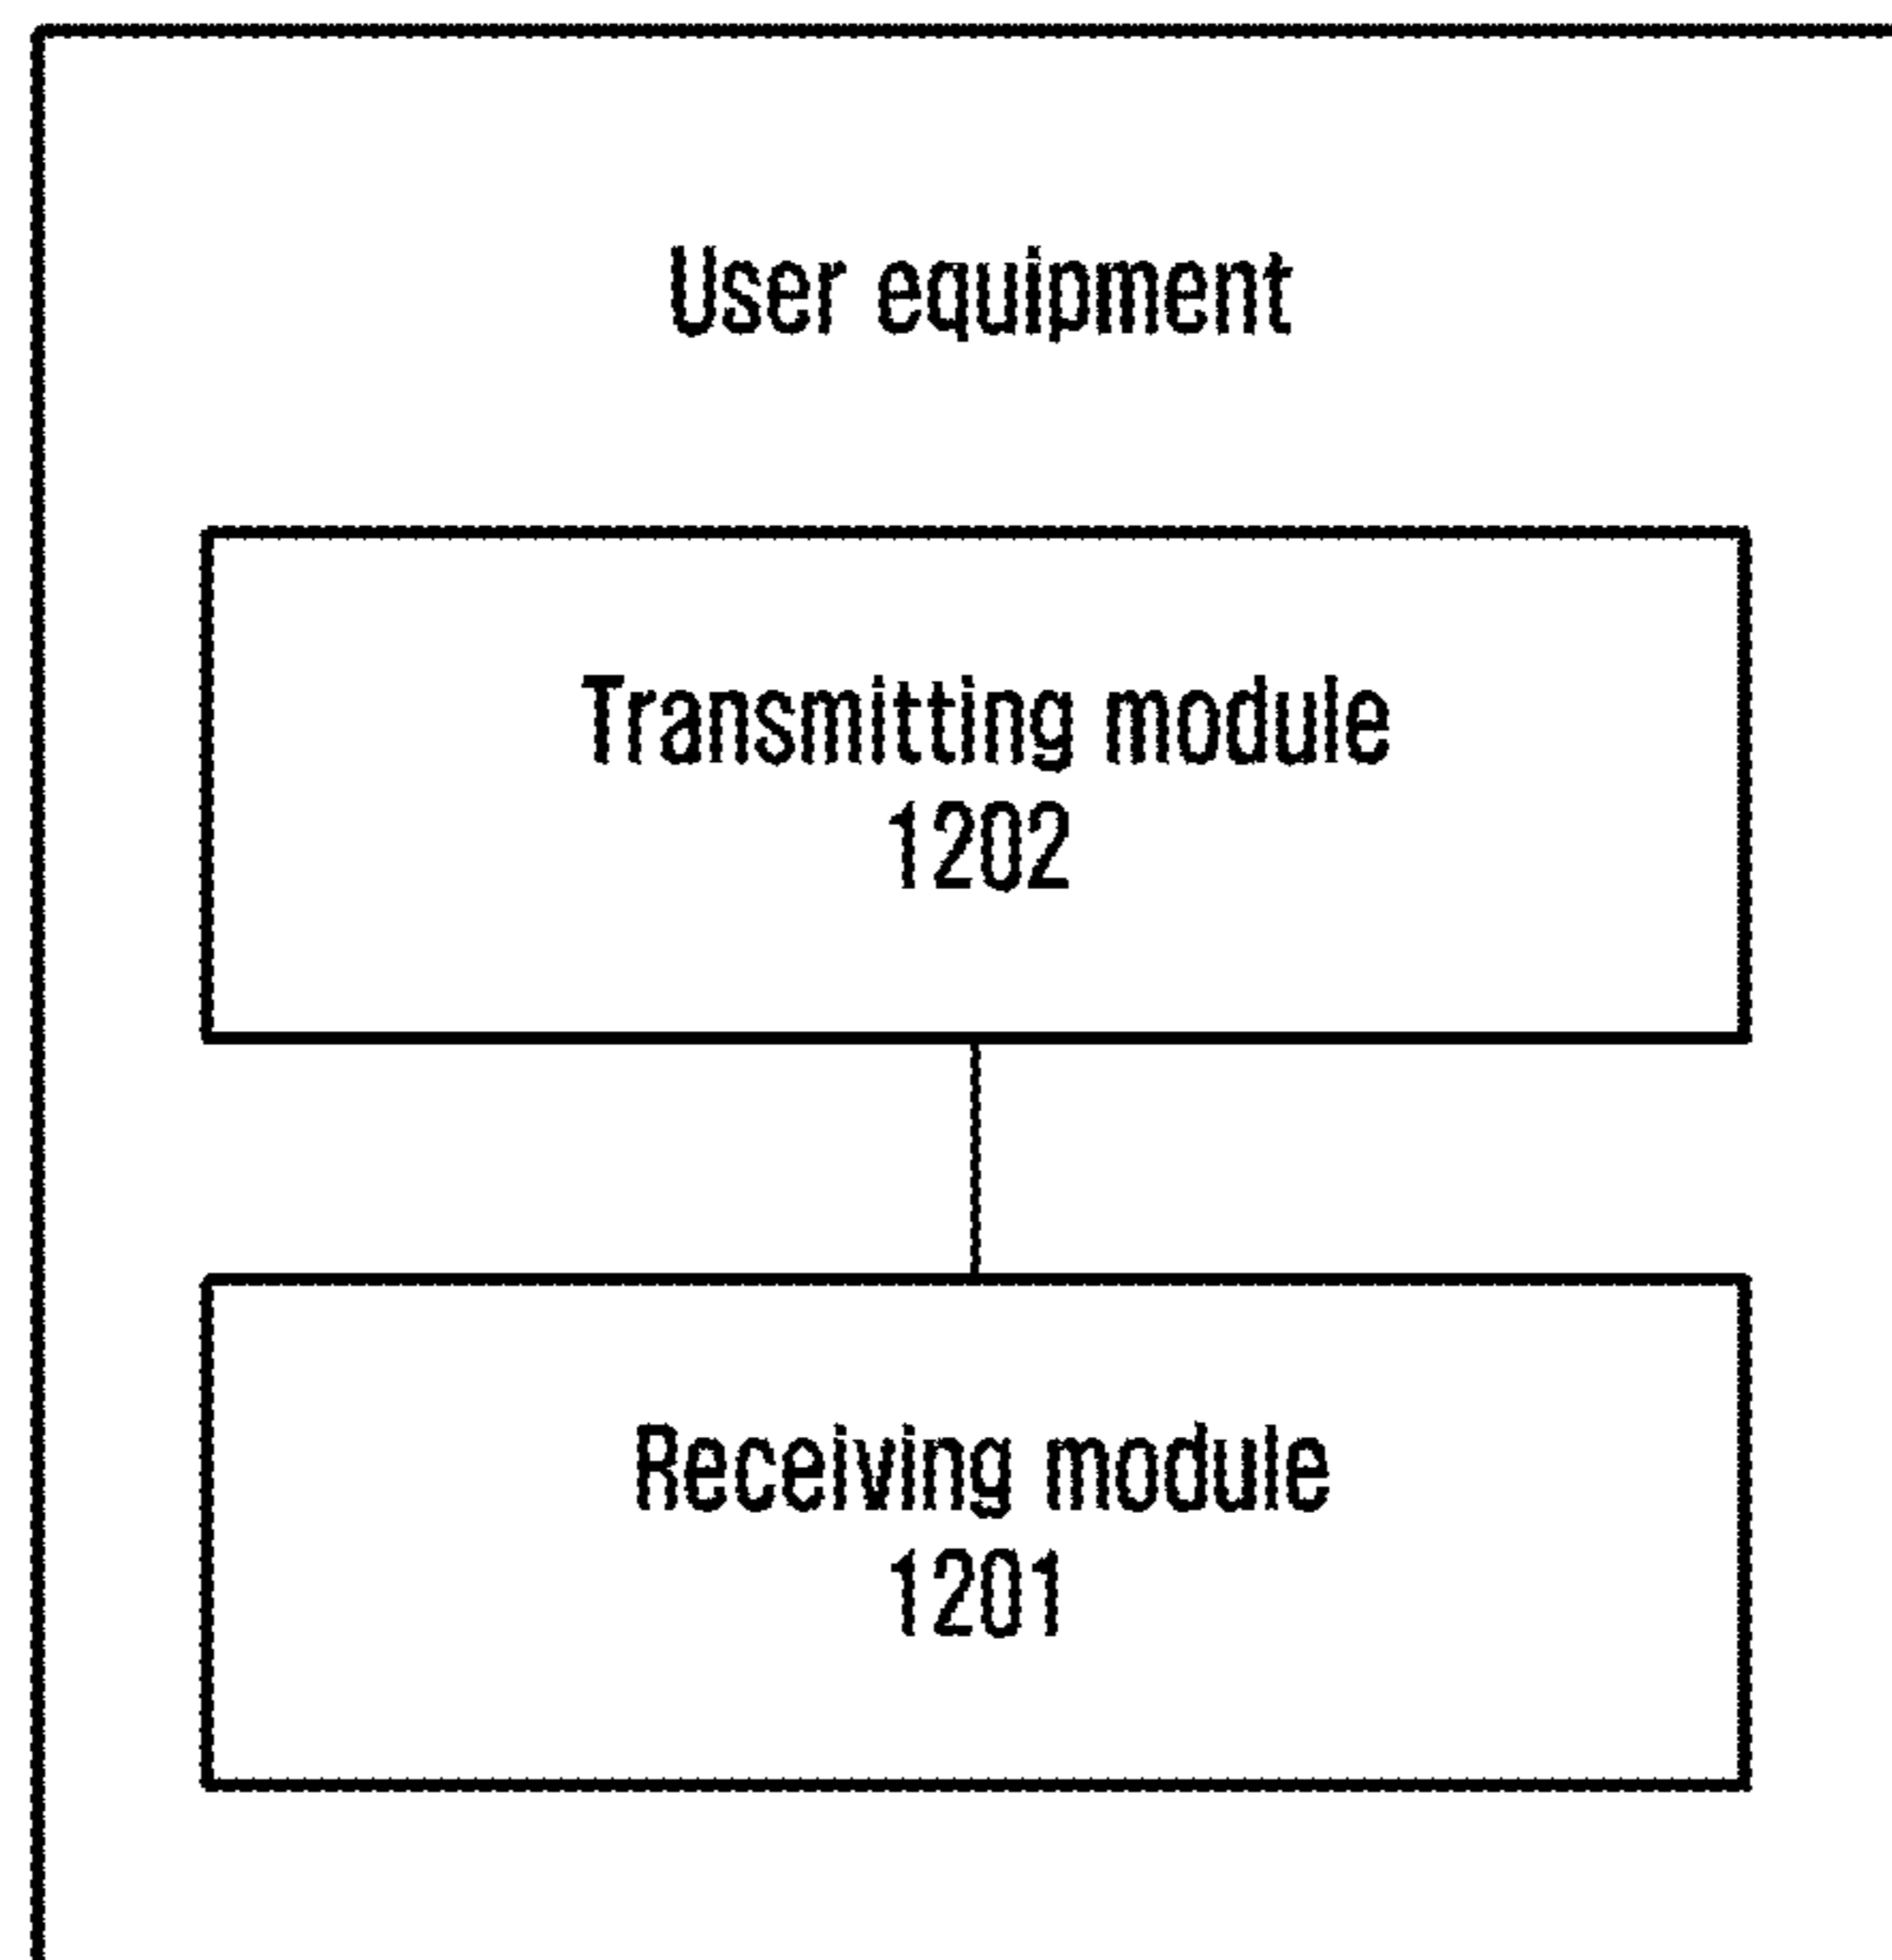 User equipment
Transmitting module
1202
Receiving module
1201